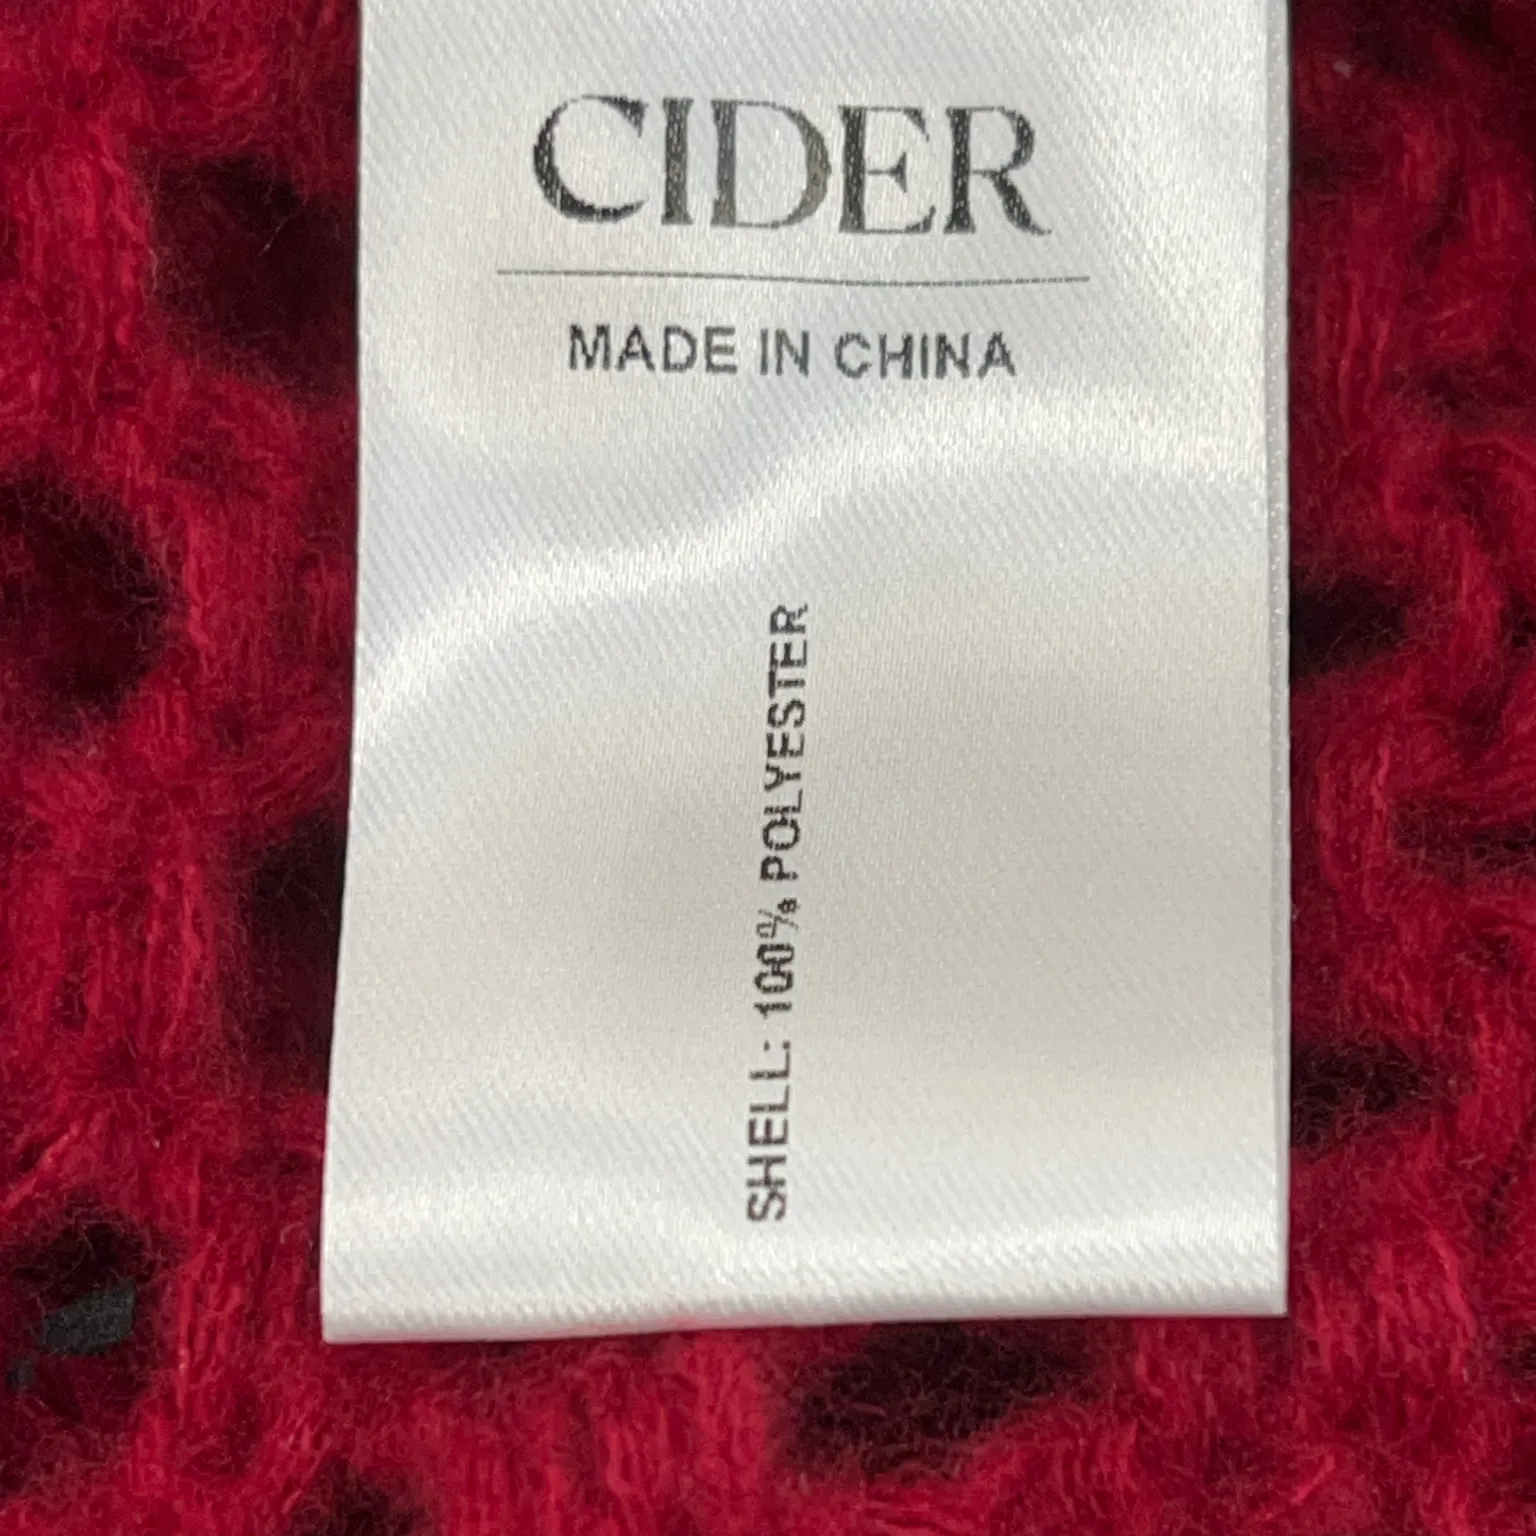 CIDER
MADE IN CHINA
SHELL: 100% POLYESTER